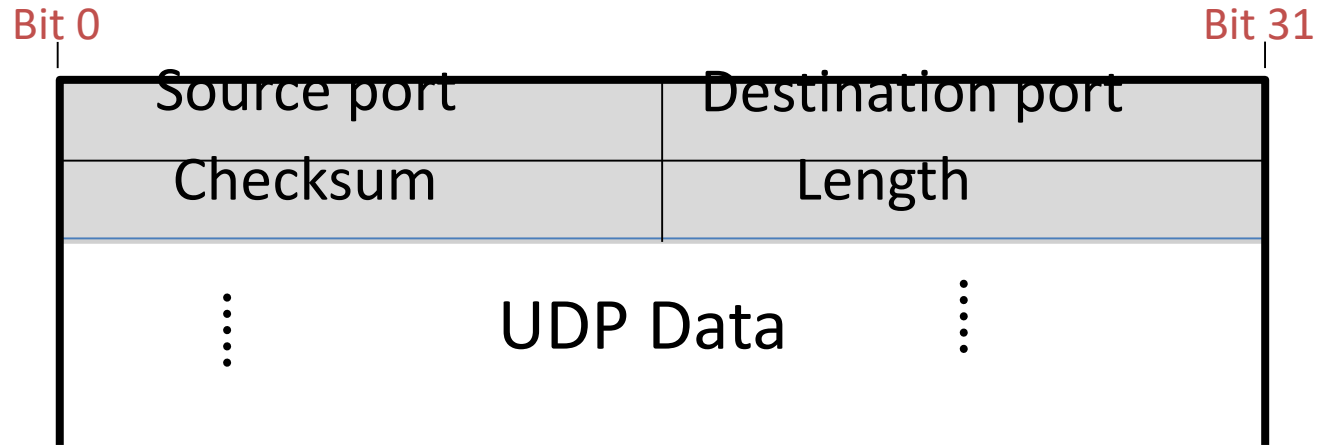 Bit 0 Bit 31
Source port Destination port
Checksum Length
UDP Data